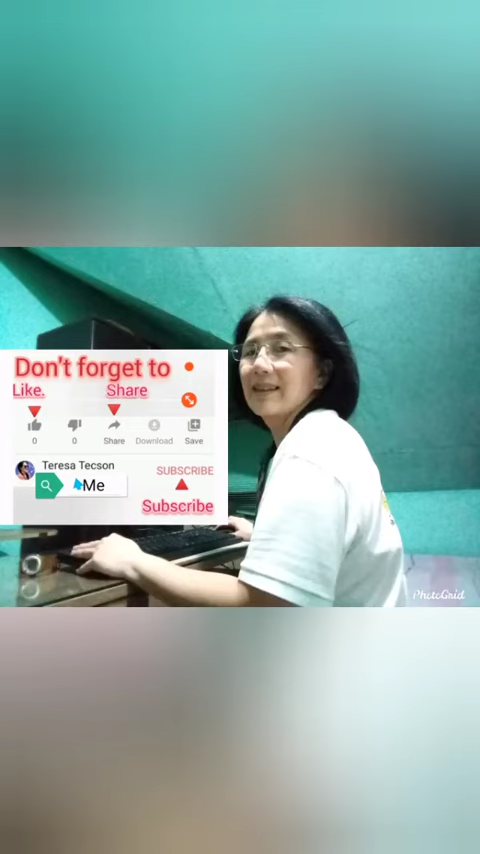 Don't forget to
Like. Share
0 0 Share Download Save
Teresa Tecson SUBSCRIBE
Me
Subscribe
PhotoGrid